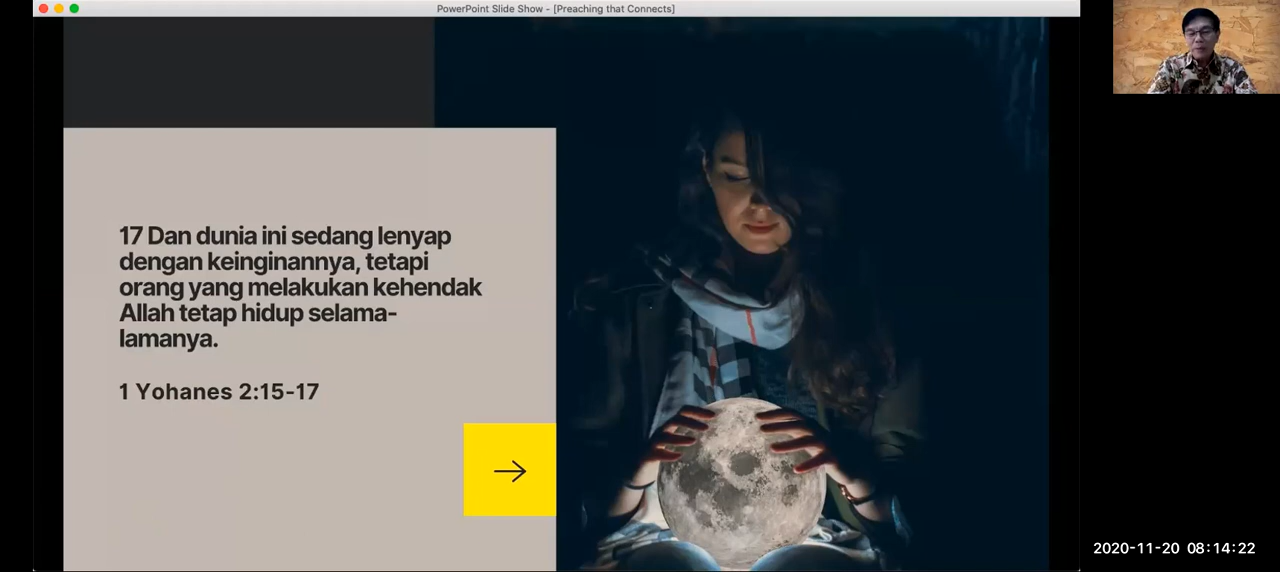 PowerPoint Slide Show - [Preaching that Connects]
17 Dan dunia ini sedang lenyap
dengan keinginannya, tetapi
orang yang melakukan kehendak
Allah tetap hidup selama-
lamanya.
1 Yohanes 2:15-17
2020-11-20 08:14:22